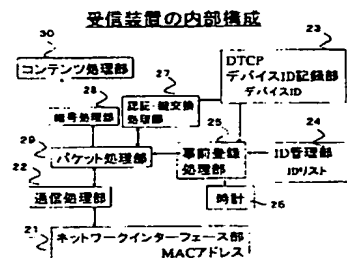 受信装置の内部構成
30
コンテンツ処理部
28
暗号処理部
27
認証・鍵交換
処理部
23
DTCP
デバイスID記録部
デバイスID
29
パケット処理部
25
事前登録
処理部
24
ID管理部
IDリスト
22
通信処理部
時計
26
21
ネットワークインターフェース部
MACアドレス